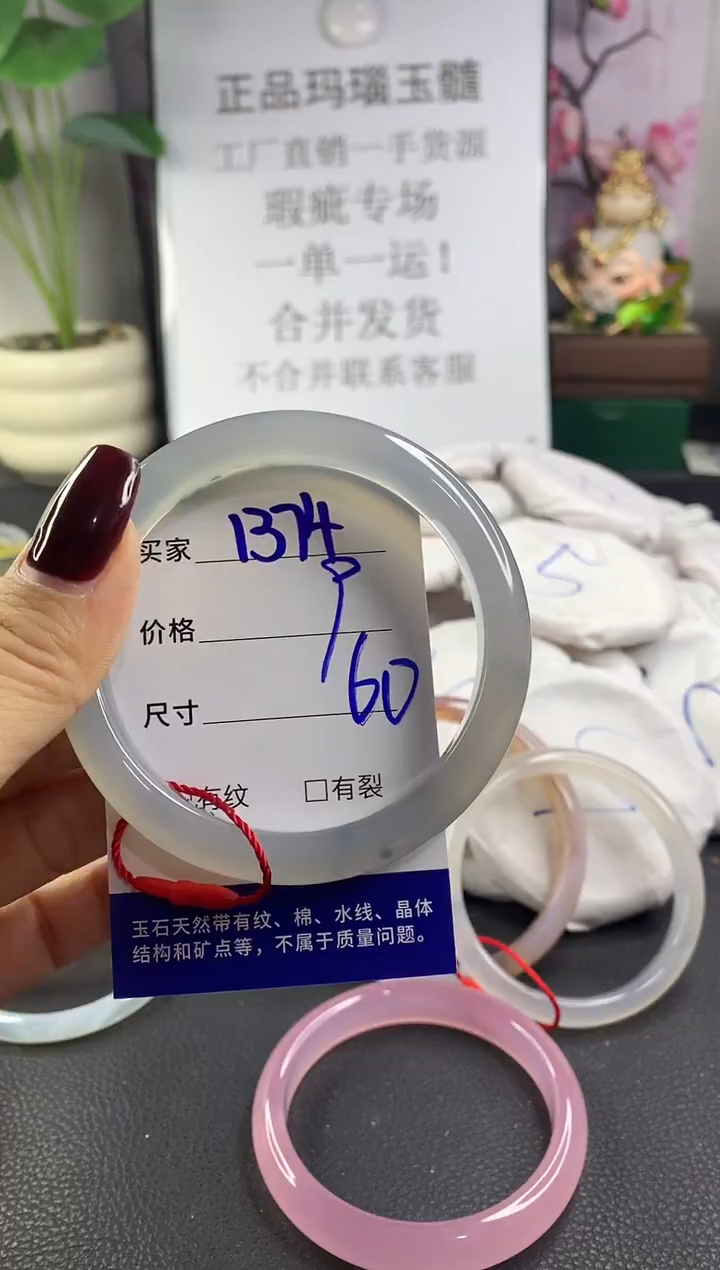 正品玛瑙玉髓
工厂直销一手货源
瑕疵专场
一单一运！
合并发货
不合并联系客服
买家 1374
价格
尺寸 60
有纹 □有裂
玉石天然带有纹、棉、水线、晶体
结构和矿点等，不属于质量问题。
5